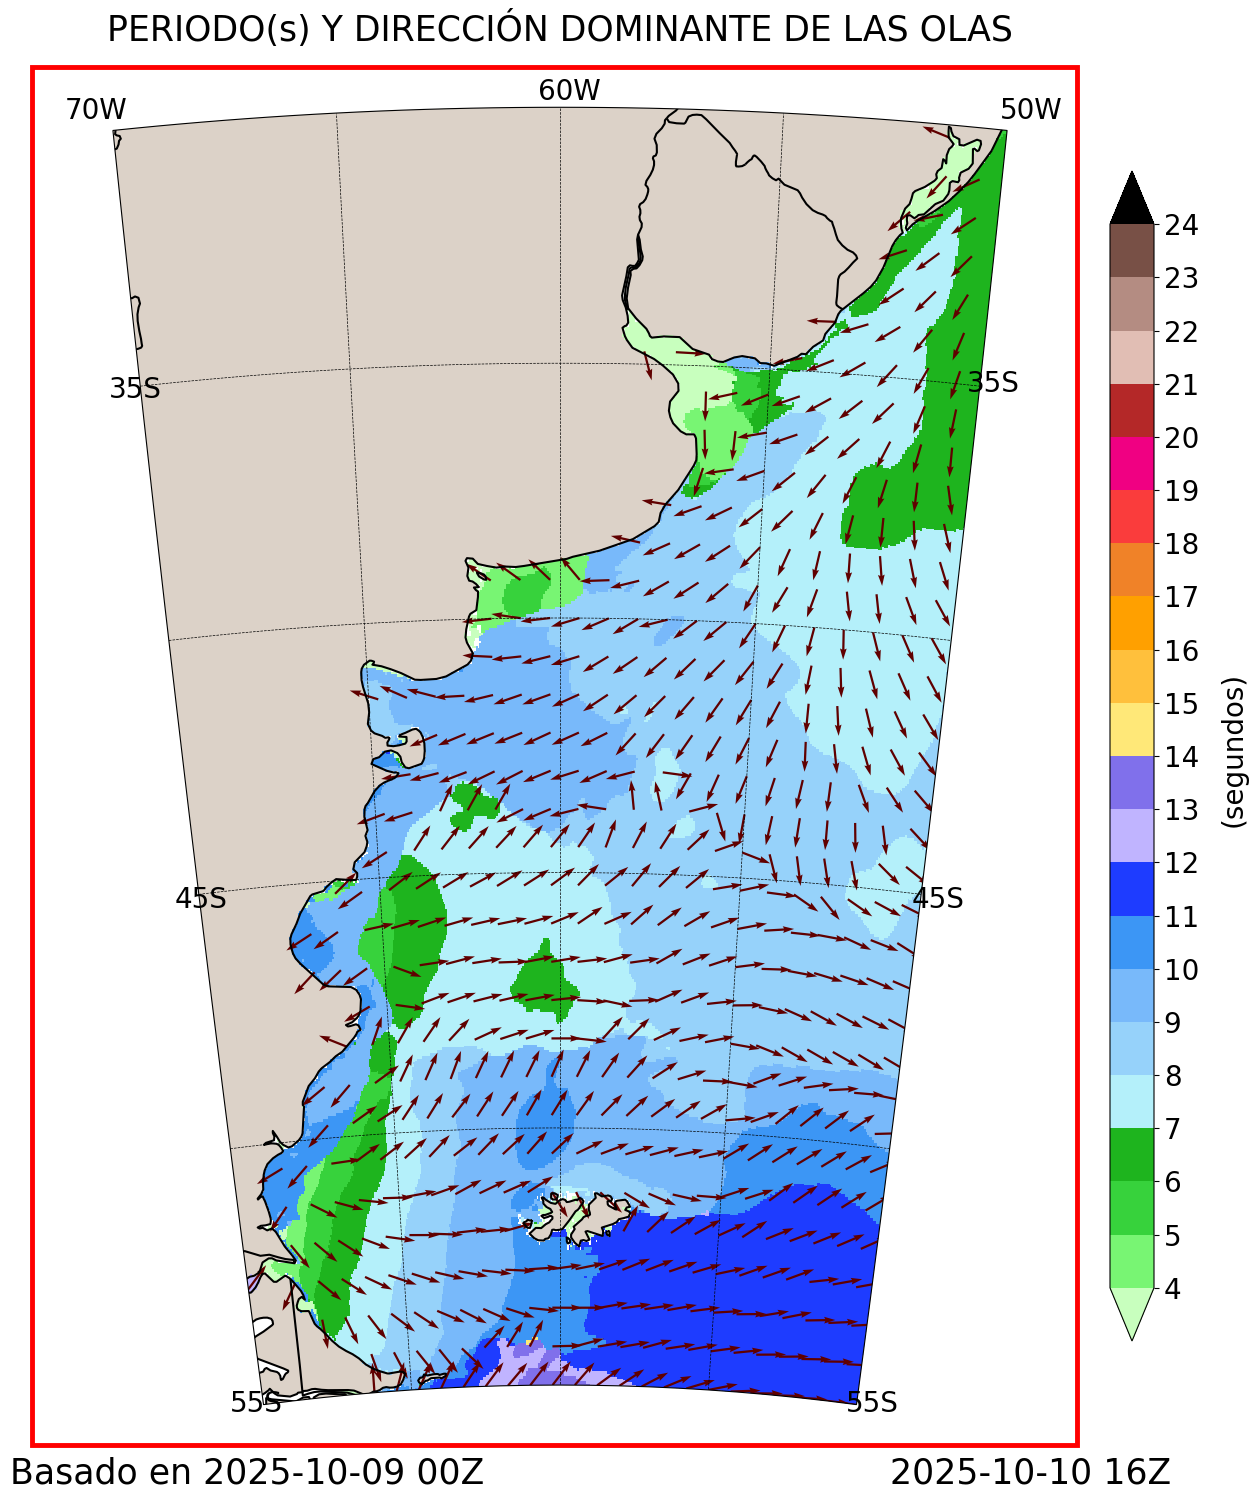 PERIODO(s) Y DIRECCIÓN DOMINANTE DE LAS OLAS
70W
60W
50W
35S
35S
45S
45S
55S
55S
24
23
22
21
20
19
18
17
16
15
14
13
12
11
10
9
8
7
6
5
4
(segundos)
Basado en 2025-10-09 00Z
2025-10-10 16Z